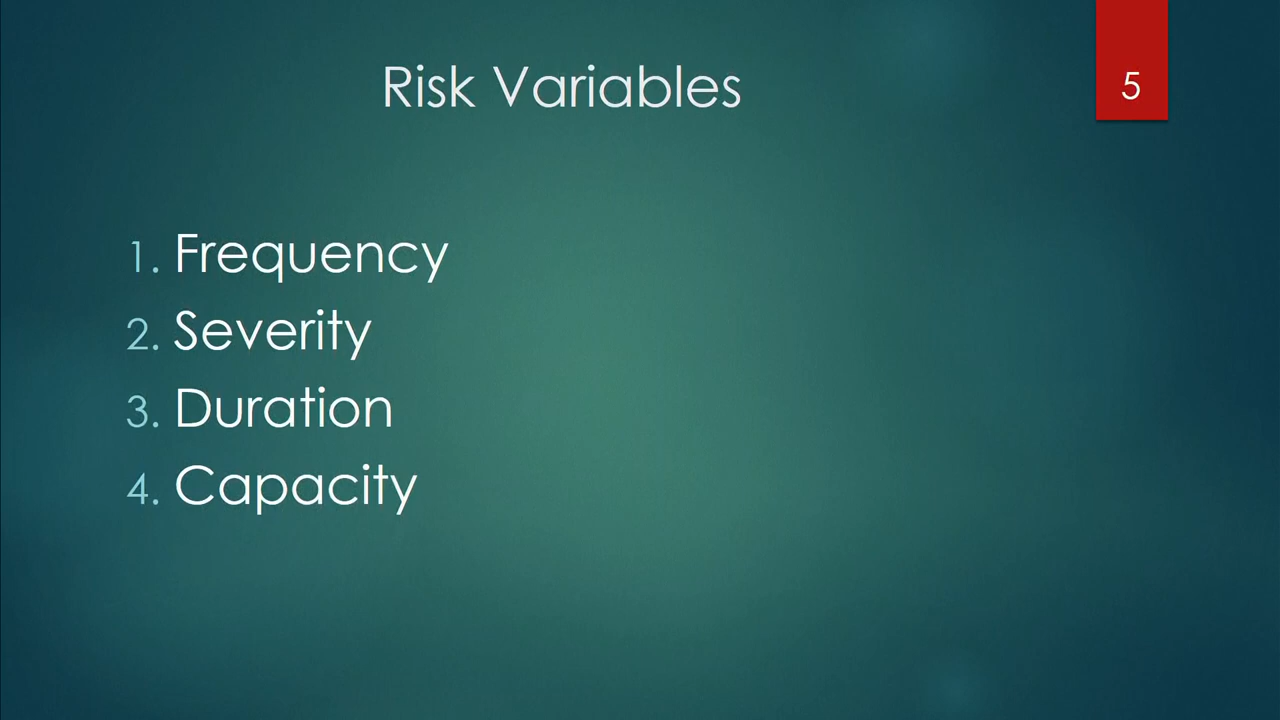 Risk Variables
5
1. Frequency
2. Severity
3. Duration
4. Capacity